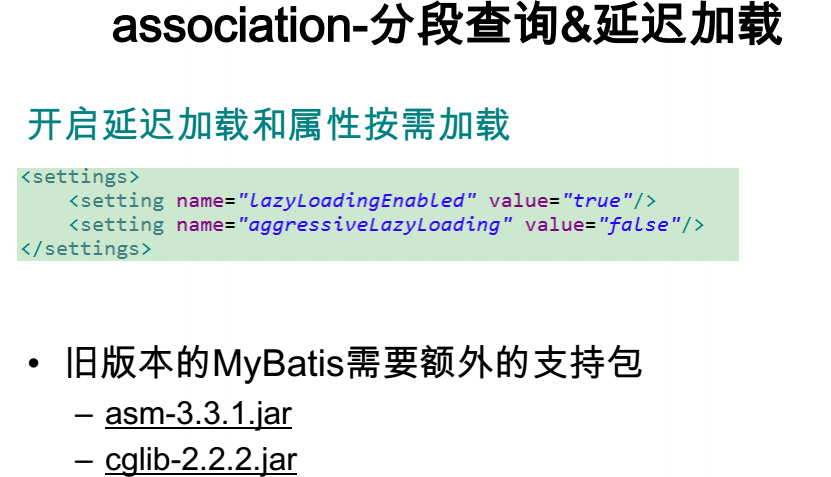 association-分段查询&延迟加载
开启延迟加载和属性按需加载
<settings>
    <setting name="lazyLoadingEnabled" value="true"/>
    <setting name="aggressiveLazyLoading" value="false"/>
</settings>
• 旧版本的MyBatis需要额外的支持包
– asm-3.3.1.jar
– cglib-2.2.2.jar